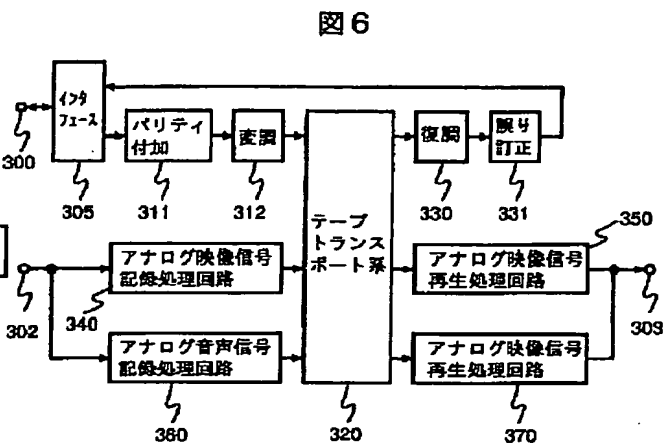 図6
インタ
フェース
パリティ
付加
変調
復調
誤り
訂正
300
305
311
312
330
331
テープ
トランス
ポート系
350
アナログ映像信号
記録処理回路
アナログ映像信号
再生処理回路
302
340
303
アナログ音声信号
記録処理回路
アナログ映像信号
再生処理回路
360
320
370